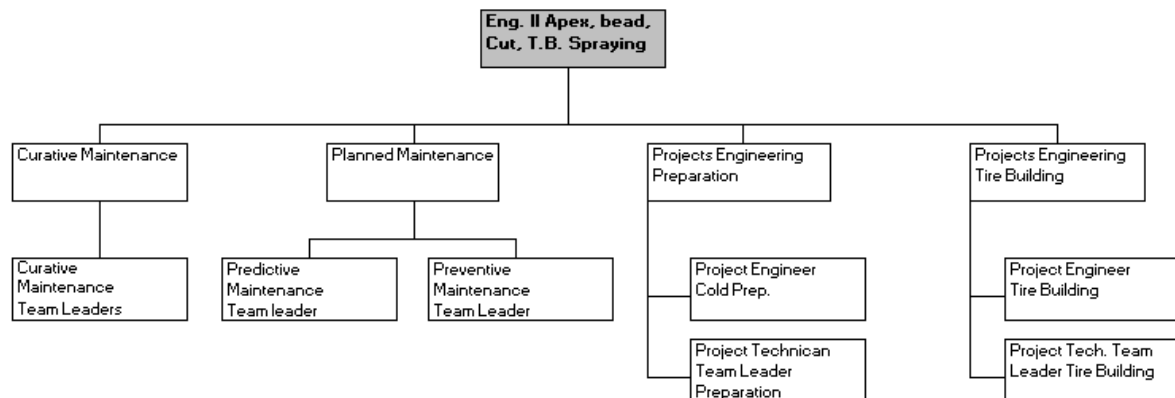 Eng. II Apex, bead,
Cut, T.B. Spraying
Curative Maintenance
Planned Maintenance
Projects Engineering
Preparation
Projects Engineering
Tire Building
Curative
Maintenance
Team Leaders
Predictive
Maintenance
Team leader
Preventive
Maintenance
Team Leader
Project Engineer
Cold Prep.
Project Engineer
Tire Building
Project Technican
Team Leader
Preparation
Project Tech. Team
Leader Tire Building